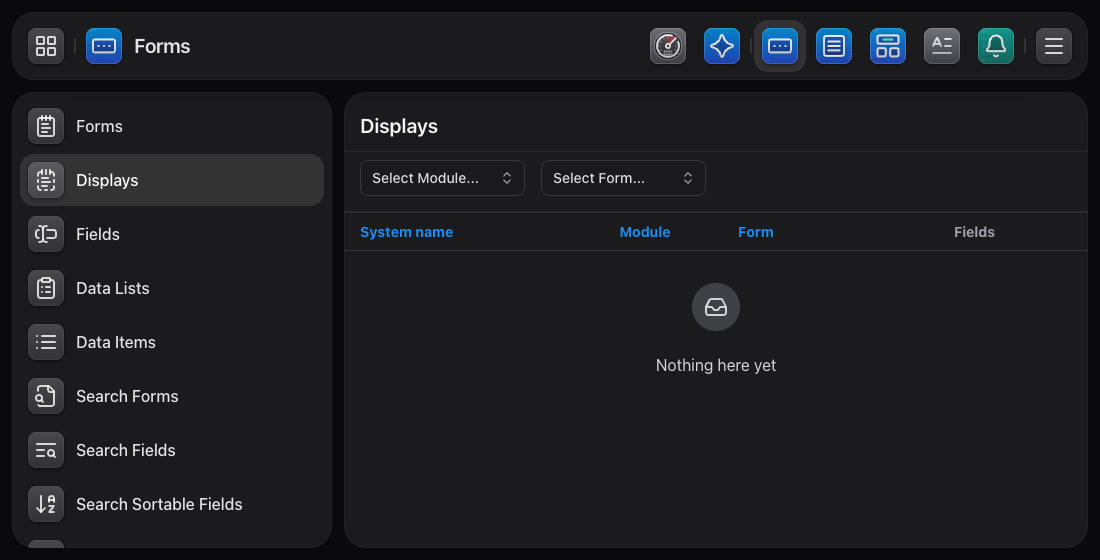 Forms
Forms
Displays
Fields
Data Lists
Data Items
Search Forms
Search Fields
Search Sortable Fields
Displays
Select Module... Select Form...
System name Module Form Fields
Nothing here yet